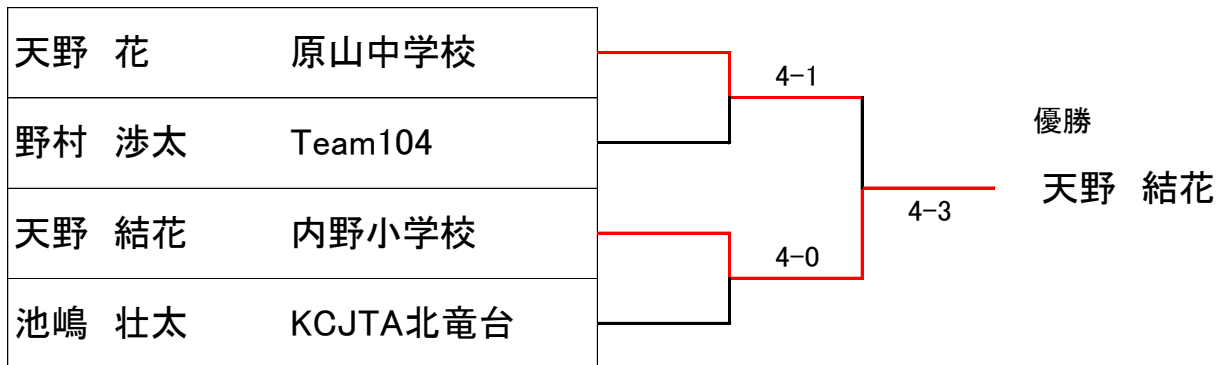 天野　花　原山中学校
野村　渉太　Team104
天野　結花　内野小学校
池嶋　壮太　KCJTA北竜台
4-1
4-0
4-3
優勝
天野　結花